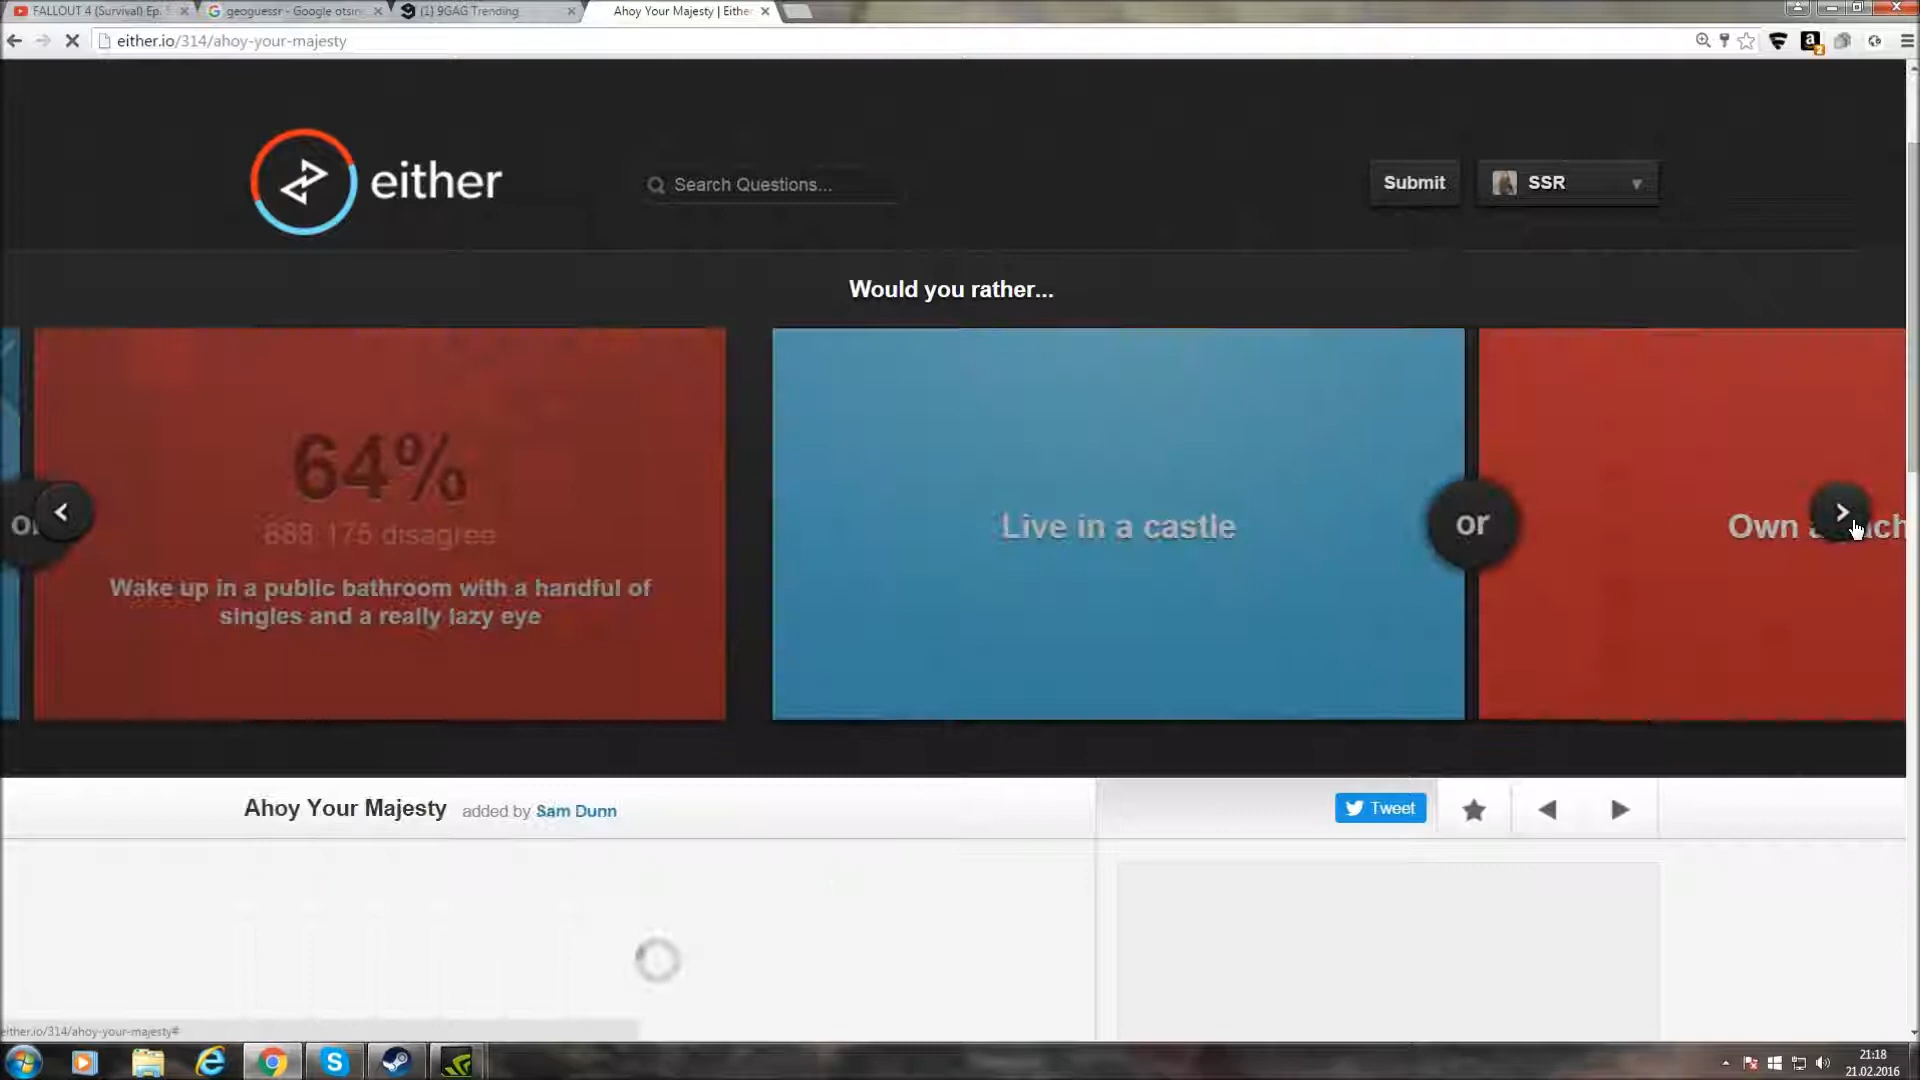 FALLOUT 4 (Survival) Ep.
geoguessr - Google otsin
(1) 9GAG Trending
Ahoy Your Majesty | Either
either.io/314/ahoy-your-majesty
either
Search Questions...
Submit
SSR
Would you rather...
64%
888 175 disagree
Wake up in a public bathroom with a handful of
singles and a really lazy eye
Live in a castle
or
Own
Ahoy Your Majesty added by Sam Dunn
Tweet
either.io/314/ahoy-your-majesty#
21:18
21.02.2016